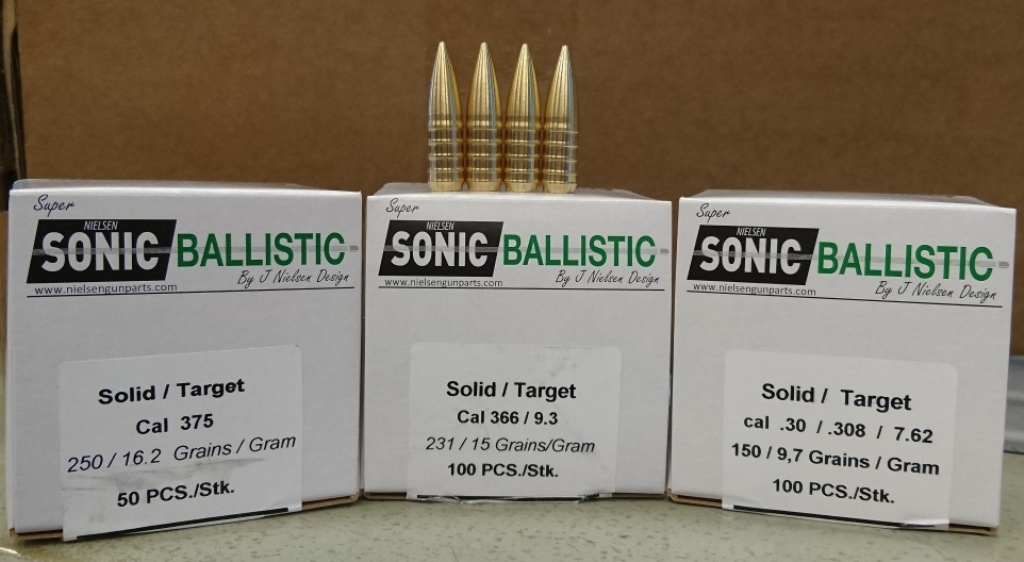 Super
NIELSEN
SONIC BALLISTIC
By J Nielsen Design
www.nielsengunparts.com
Solid / Target
Cal 375
250 / 16.2 Grains / Gram
50 PCS./Stk.
Super
NIELSEN
SONIC BALLISTIC
By J Nielsen Design
www.nielsengunparts.com
Solid / Target
Cal 366 / 9.3
231 / 15 Grains/Gram
100 PCS./Stk.
Super
NIELSEN
SONIC BALLISTIC
By J Nielsen Design
www.nielsengunparts.com
Solid / Target
cal .30 / .308 / 7.62
150 / 9,7 Grains / Gram
100 PCS./Stk.